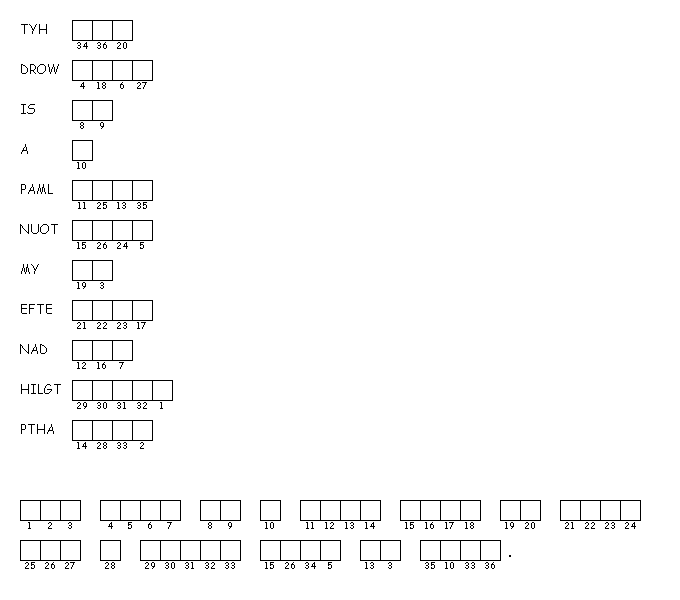 TYH
34 36 20
DROW
4 18 6 27
IS
8 9
A
10
PAML
11 25 13 35
NUOT
15 26 24 5
MY
19 3
EFTE
21 22 23 17
NAD
12 16 7
HILGT
29 30 31 32 1
PTHA
14 28 33 2
1 2 3 4 5 6 7 8 9 10 11 12 13 14 15 16 17 18 19 20 21 22 23 24
.
25 26 27 28 29 30 31 32 33 15 26 34 5 13 3 35 10 33 36